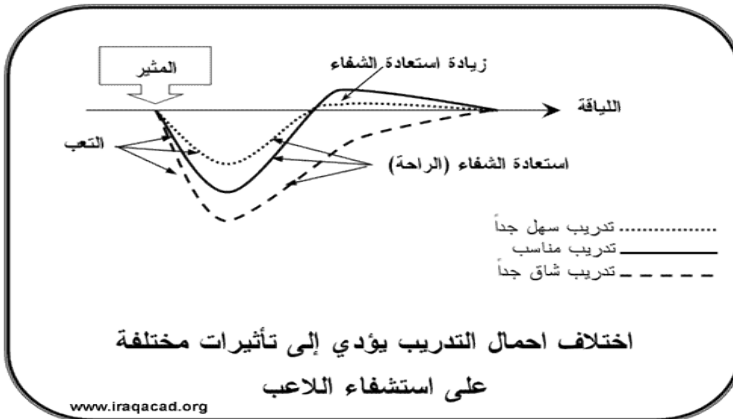 المثير
زيادة استعادة الشفاء
اللياقة
التعب
استعادة الشفاء (الراحة)
تدريب سهل جداً
تدريب مناسب
تدريب شاق جداً
اختلاف احمال التدريب يؤدي إلى تأثيرات مختلفة
على استشفاء اللاعب
www.iraqacad.org